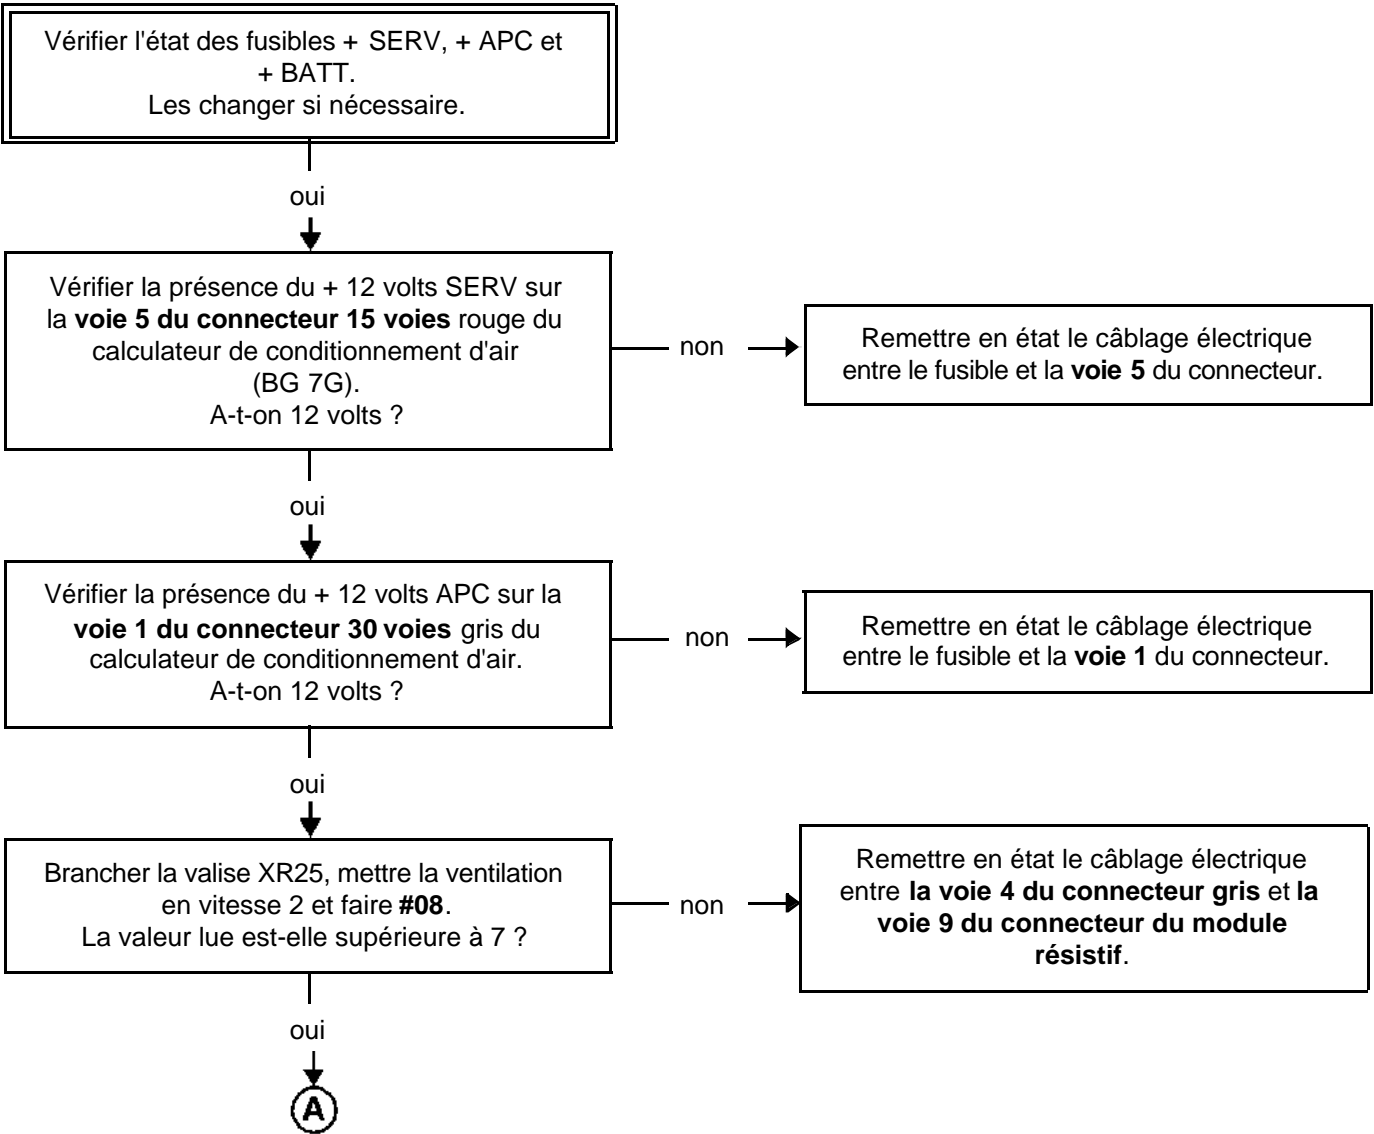 Vérifier l'état des fusibles + SERV, + APC et
+ BATT.
Les changer si nécessaire.
oui
Vérifier la présence du + 12 volts SERV sur
la voie 5 du connecteur 15 voies rouge du
calculateur de conditionnement d'air
(BG 7G).
A-t-on 12 volts ?
non
Remettre en état le câblage électrique
entre le fusible et la voie 5 du connecteur.
oui
Vérifier la présence du + 12 volts APC sur la
voie 1 du connecteur 30 voies gris du
calculateur de conditionnement d'air.
A-t-on 12 volts ?
non
Remettre en état le câblage électrique
entre le fusible et la voie 1 du connecteur.
oui
Brancher la valise XR25, mettre la ventilation
en vitesse 2 et faire #08.
La valeur lue est-elle supérieure à 7 ?
non
Remettre en état le câblage électrique
entre la voie 4 du connecteur gris et la
voie 9 du connecteur du module
résistif.
oui
A